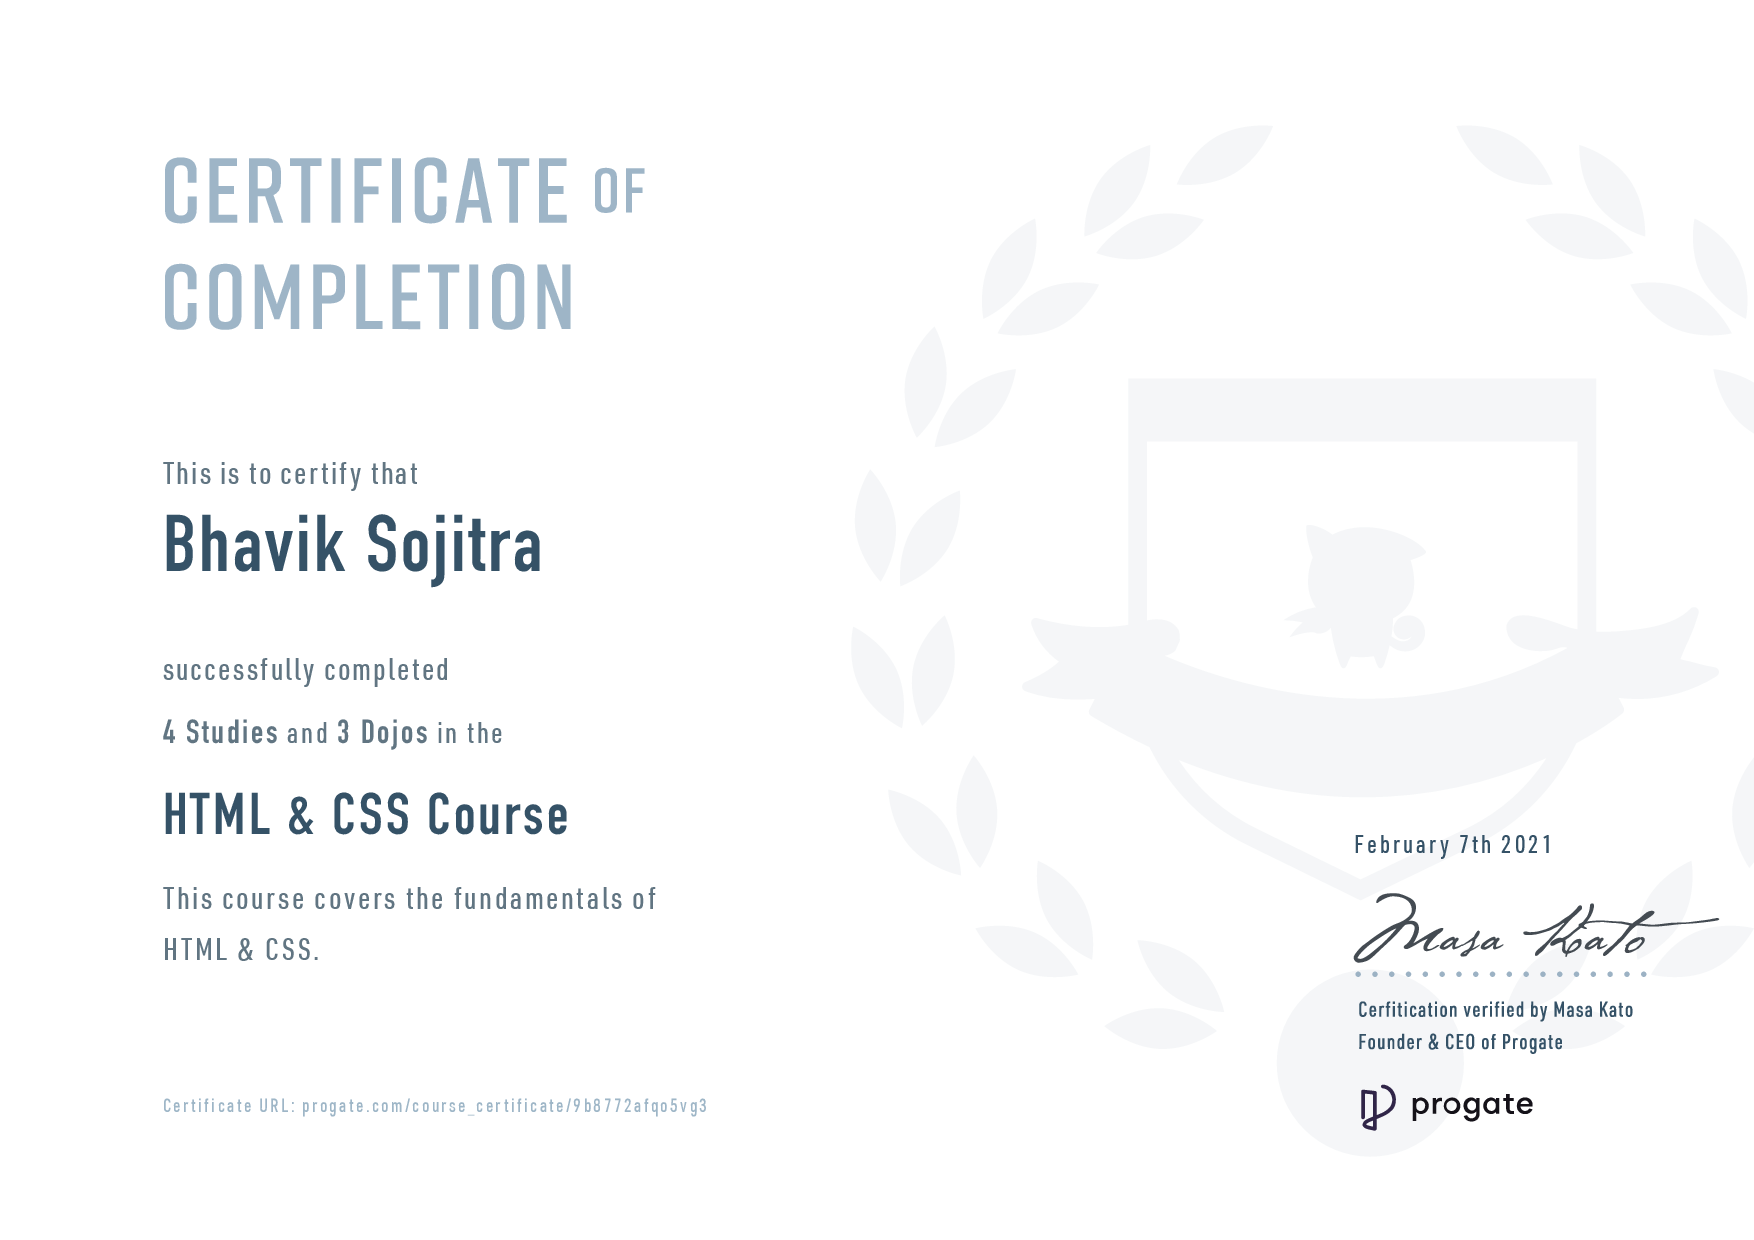 CERTIFICATE OF
COMPLETION
This is to certify that
Bhavik Sojitra
successfully completed
4 Studies and 3 Dojos in the
HTML & CSS Course
This course covers the fundamentals of
HTML & CSS.
February 7th 2021
Masa Kato
Cerfitication verified by Masa Kato
Founder & CEO of Progate
Certificate URL: progate.com/course_certificate/9b8772afqo5vg3
progate